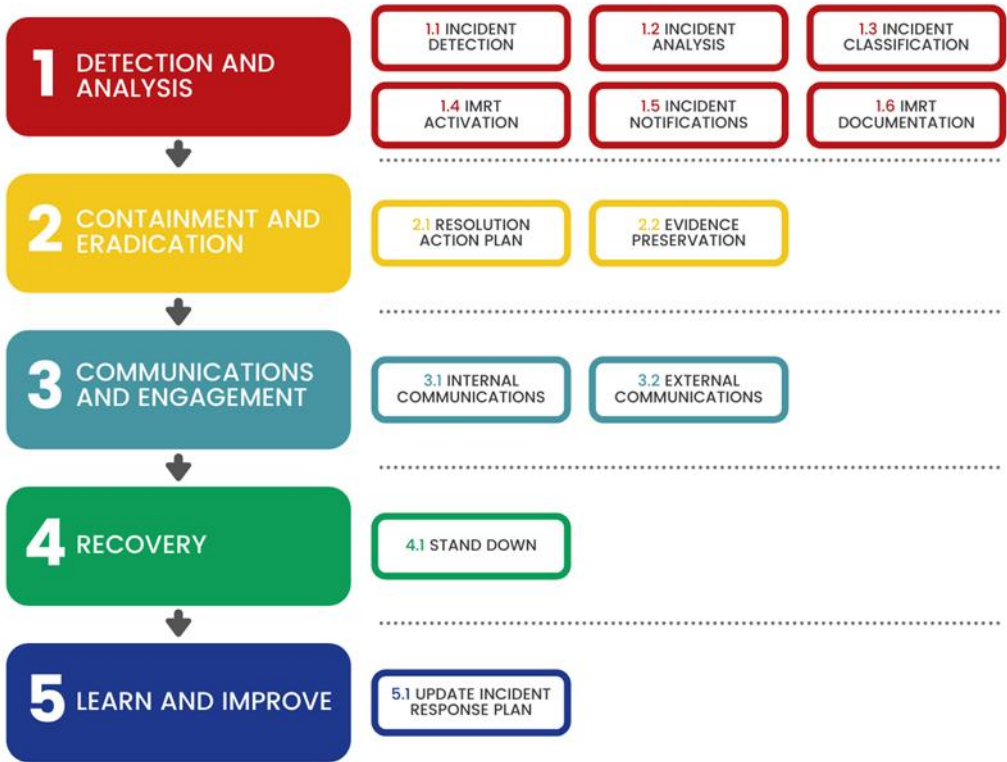 1 DETECTION AND
ANALYSIS
1.1 INCIDENT
DETECTION
1.2 INCIDENT
ANALYSIS
1.3 INCIDENT
CLASSIFICATION
1.4 IMRT
ACTIVATION
1.5 INCIDENT
NOTIFICATIONS
1.6 IMRT
DOCUMENTATION
2 CONTAINMENT AND
ERADICATION
2.1 RESOLUTION
ACTION PLAN
2.2 EVIDENCE
PRESERVATION
3 COMMUNICATIONS
AND ENGAGEMENT
3.1 INTERNAL
COMMUNICATIONS
3.2 EXTERNAL
COMMUNICATIONS
4 RECOVERY
4.1 STAND DOWN
5 LEARN AND IMPROVE
5.1 UPDATE INCIDENT
RESPONSE PLAN